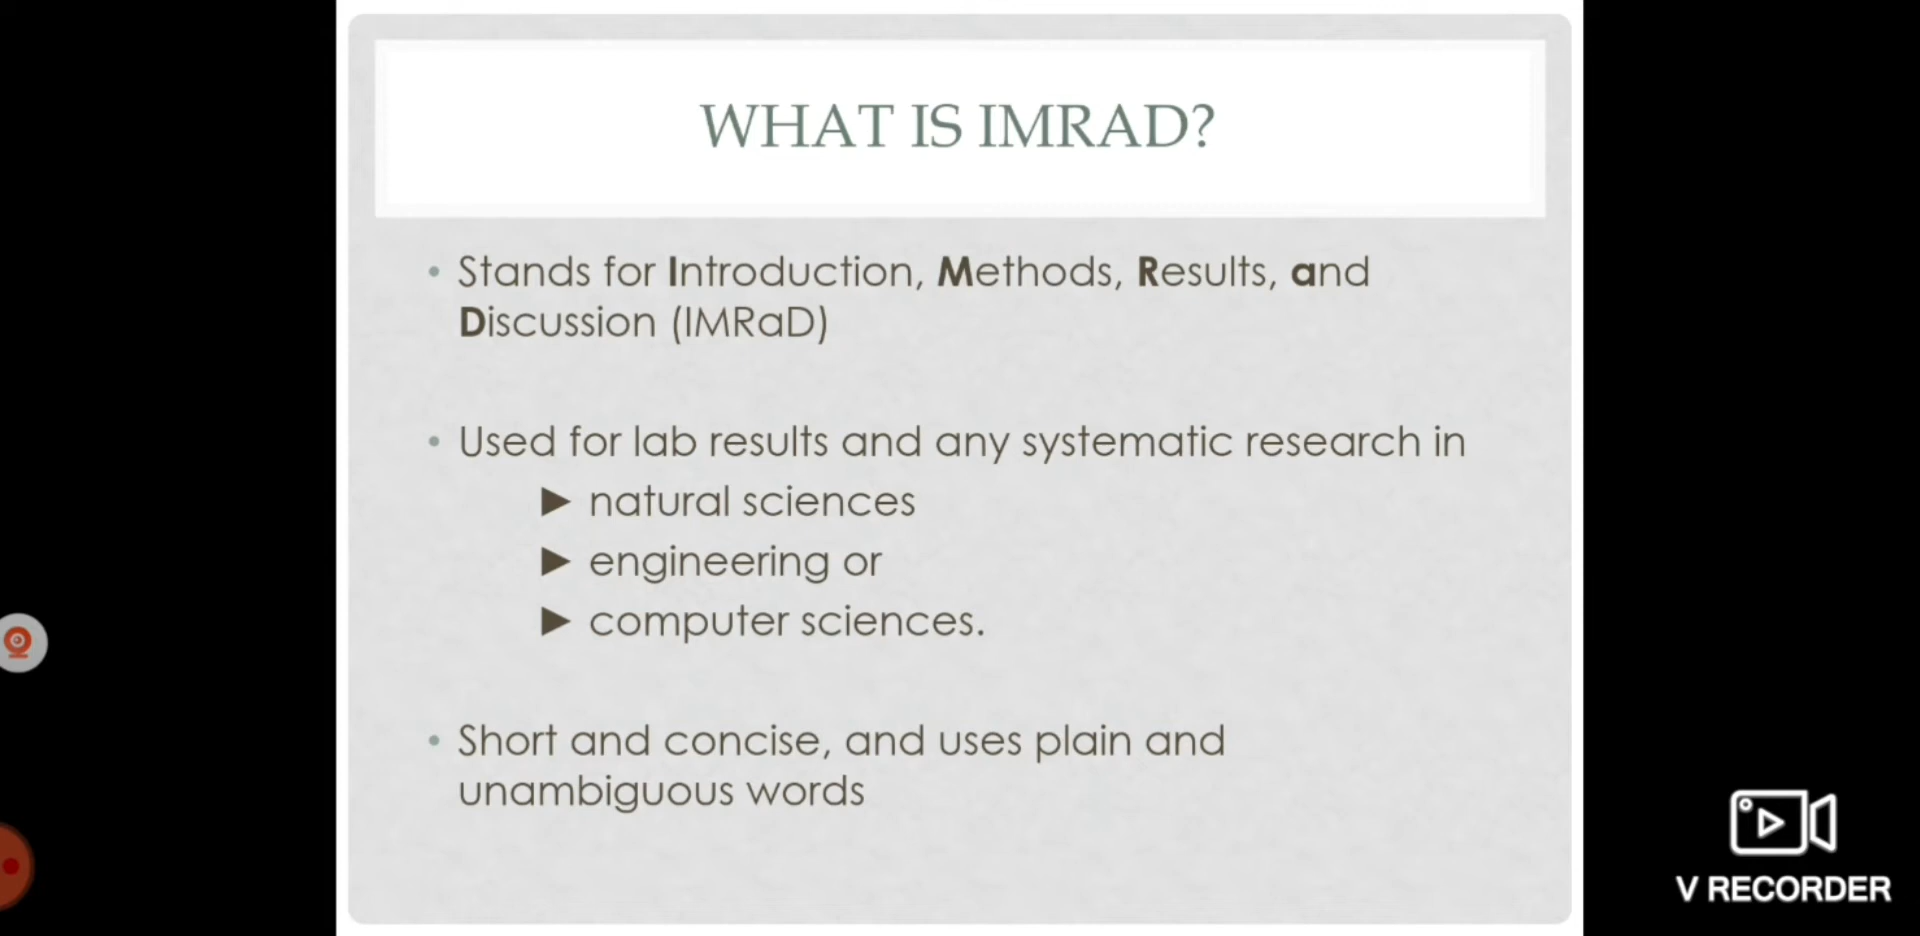 WHAT IS IMRAD?
• Stands for Introduction, Methods, Results, and
Discussion (IMRaD)
• Used for lab results and any systematic research in
► natural sciences
► engineering or
► computer sciences.
• Short and concise, and uses plain and
unambiguous words
V RECORDER